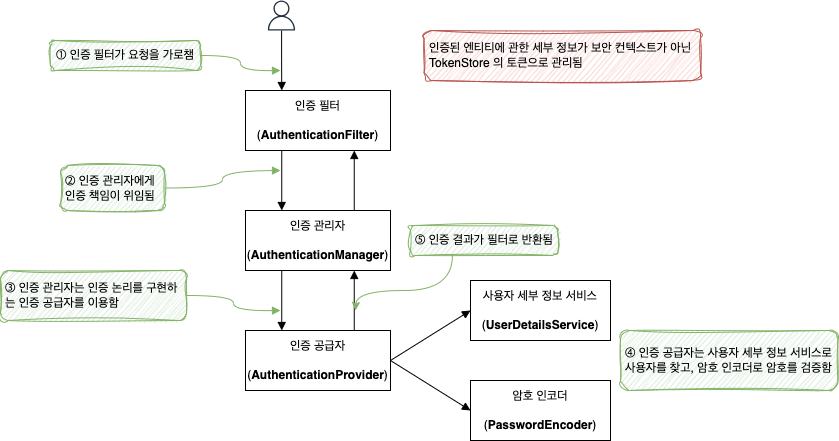 ① 인증 필터가 요청을 가로챔
인증된 엔티티에 관한 세부 정보가 보안 컨텍스트가 아닌
TokenStore 의 토큰으로 관리됨
인증 필터
(AuthenticationFilter)
② 인증 관리자에게
인증 책임이 위임됨
인증 관리자
(AuthenticationManager)
⑤ 인증 결과가 필터로 반환됨
③ 인증 관리자는 인증 논리를 구현하
는 인증 공급자를 이용함
사용자 세부 정보 서비스
(UserDetailsService)
인증 공급자
(AuthenticationProvider)
④ 인증 공급자는 사용자 세부 정보 서비스로
사용자를 찾고, 암호 인코더로 암호를 검증함
암호 인코더
(PasswordEncoder)